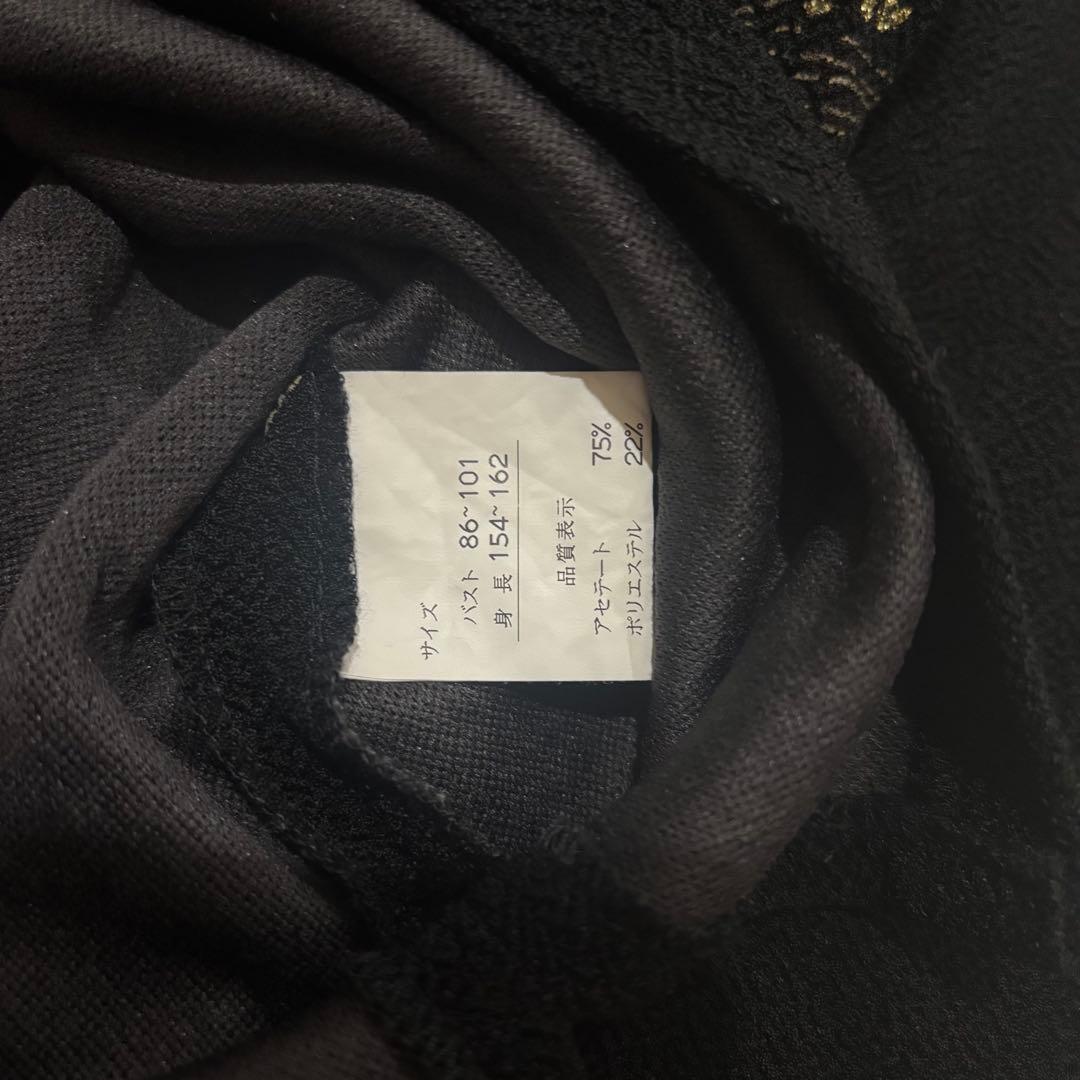 サイズ
バスト 86~101
身長 154~162
品質表示
アセテート 75%
ポリエステル 22%